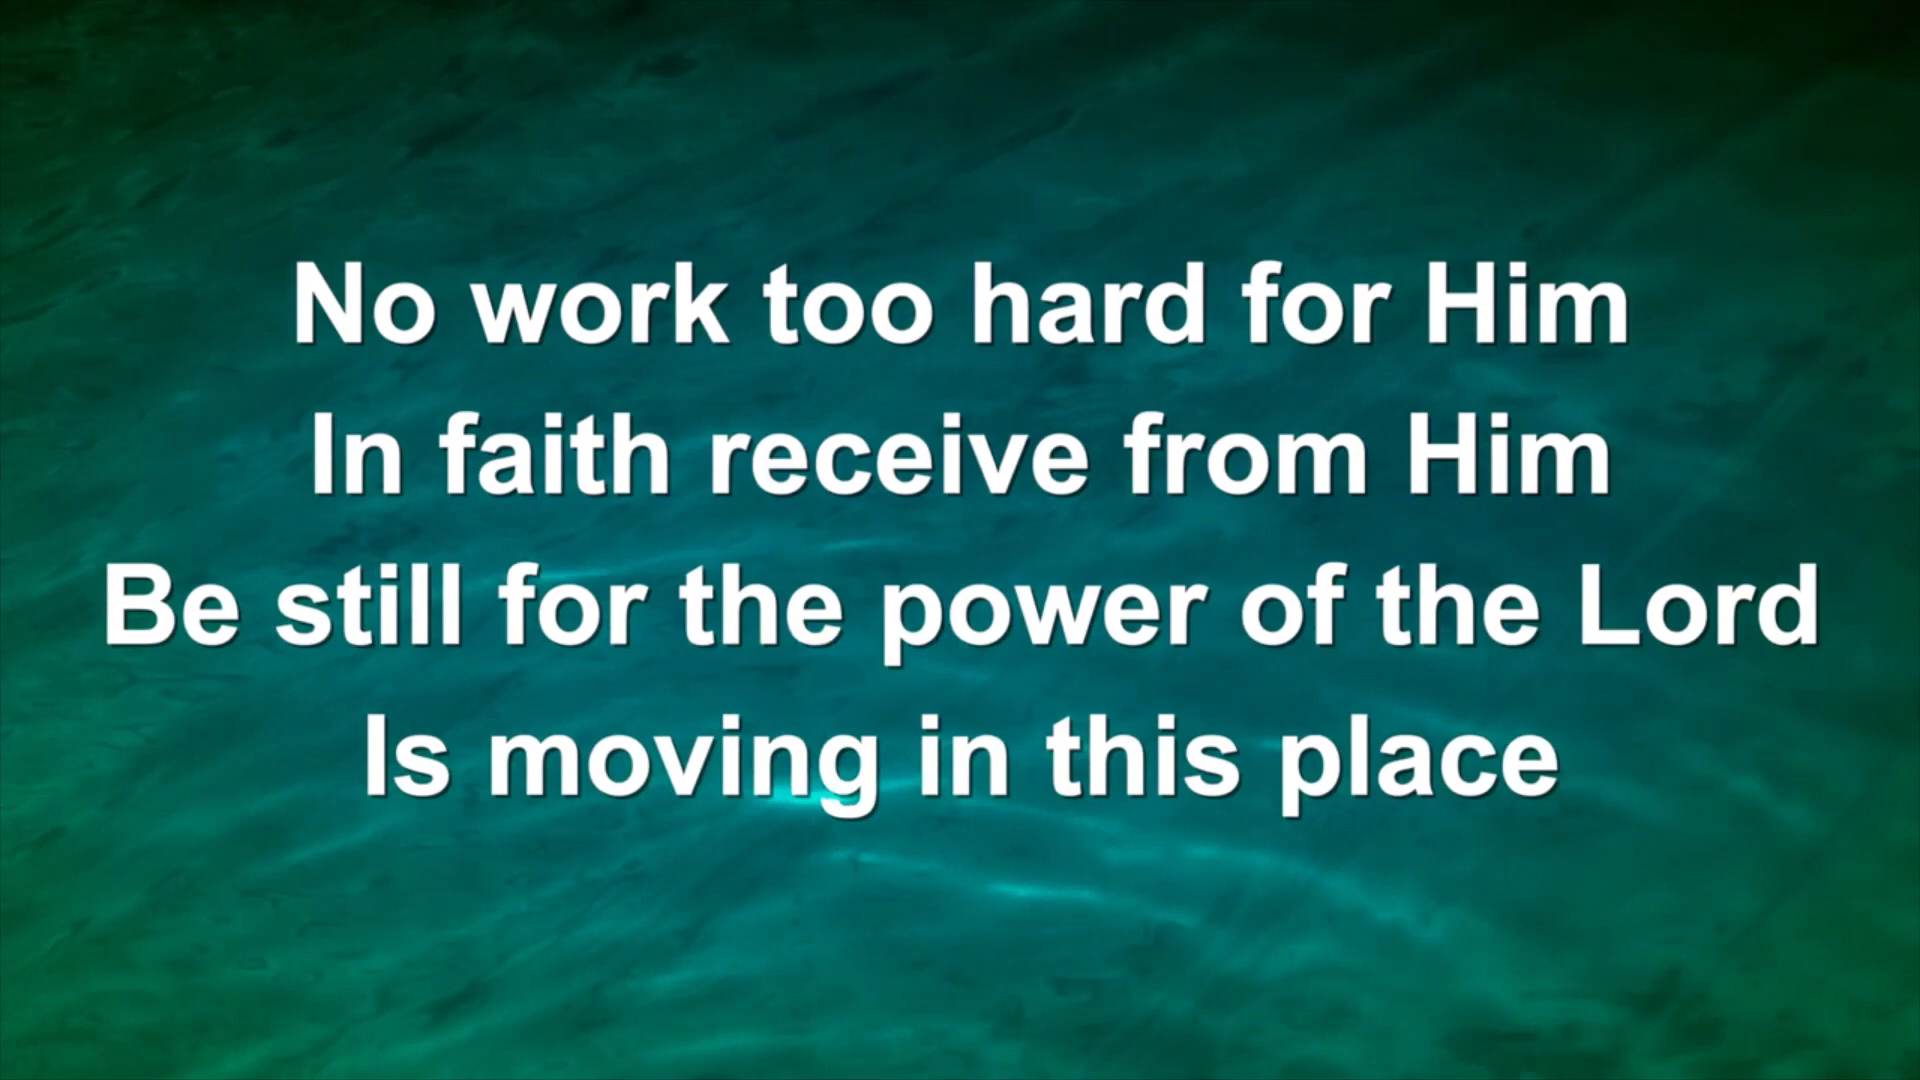 No work too hard for Him
In faith receive from Him
Be still for the power of the Lord
Is moving in this place